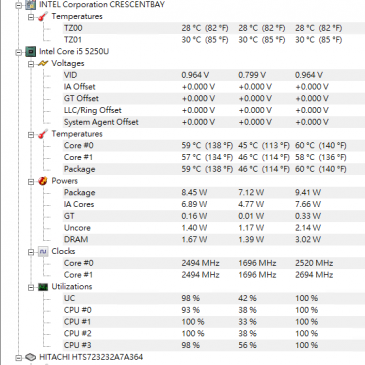 INTEL Corporation CRESCENTBAY
Temperatures
TZ00 28 °C (82 °F) 28 °C (82 °F) 28 °C (82 °F)
TZ01 30 °C (85 °F) 30 °C (85 °F) 30 °C (85 °F)
Intel Core i5 5250U
Voltages
VID 0.964 V 0.799 V 0.964 V
IA Offset +0.000 V +0.000 V +0.000 V
GT Offset +0.000 V +0.000 V +0.000 V
LLC/Ring Offset +0.000 V +0.000 V +0.000 V
System Agent Offset +0.000 V +0.000 V +0.000 V
Temperatures
Core #0 59 °C (138 °F) 45 °C (113 °F) 60 °C (140 °F)
Core #1 57 °C (134 °F) 46 °C (114 °F) 58 °C (136 °F)
Package 59 °C (138 °F) 46 °C (114 °F) 60 °C (140 °F)
Powers
Package 8.45 W 7.12 W 9.41 W
IA Cores 6.89 W 4.77 W 7.66 W
GT 0.16 W 0.01 W 0.33 W
Uncore 1.40 W 1.17 W 2.14 W
DRAM 1.67 W 1.39 W 3.02 W
Clocks
Core #0 2494 MHz 1696 MHz 2520 MHz
Core #1 2494 MHz 1696 MHz 2694 MHz
Utilizations
UC 98 % 42 % 100 %
CPU #0 93 % 38 % 100 %
CPU #1 100 % 33 % 100 %
CPU #2 100 % 38 % 100 %
CPU #3 98 % 56 % 100 %
HITACHI HTS723232A7A364